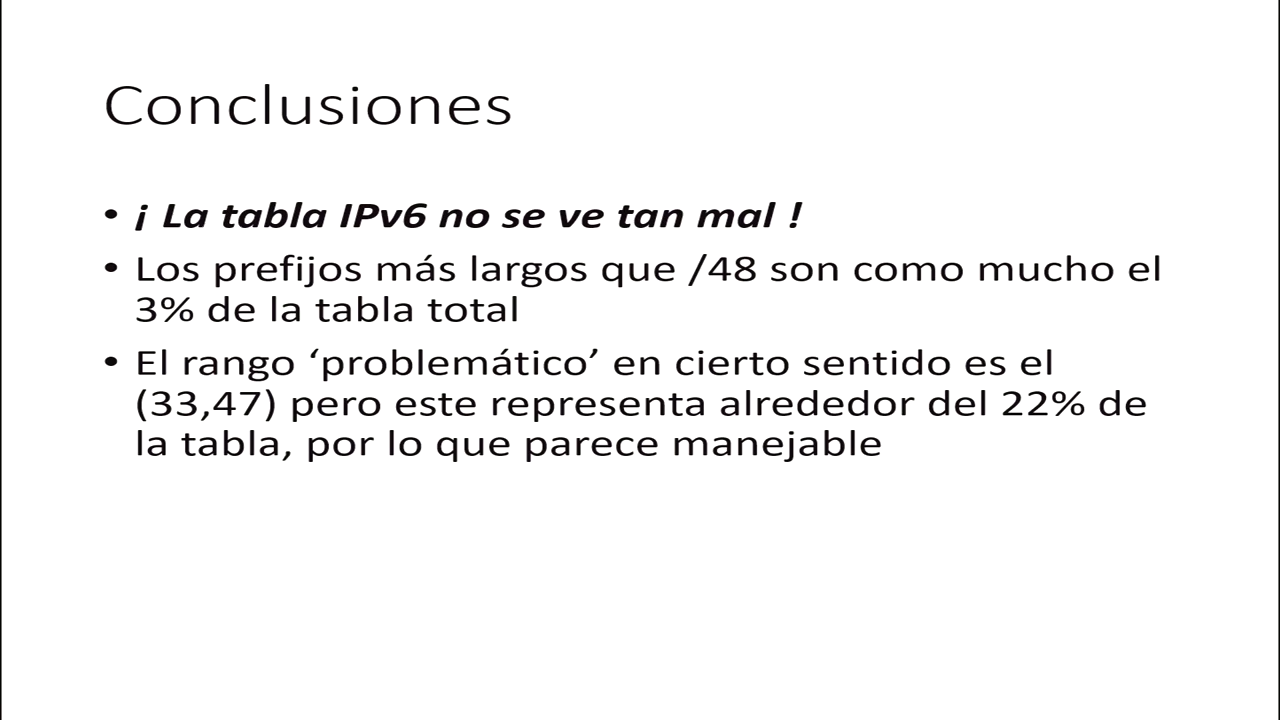 Conclusiones
• ¡ La tabla IPv6 no se ve tan mal !
• Los prefijos más largos que /48 son como mucho el
3% de la tabla total
• El rango ‘problemático’ en cierto sentido es el
(33,47) pero este representa alrededor del 22% de
la tabla, por lo que parece manejable